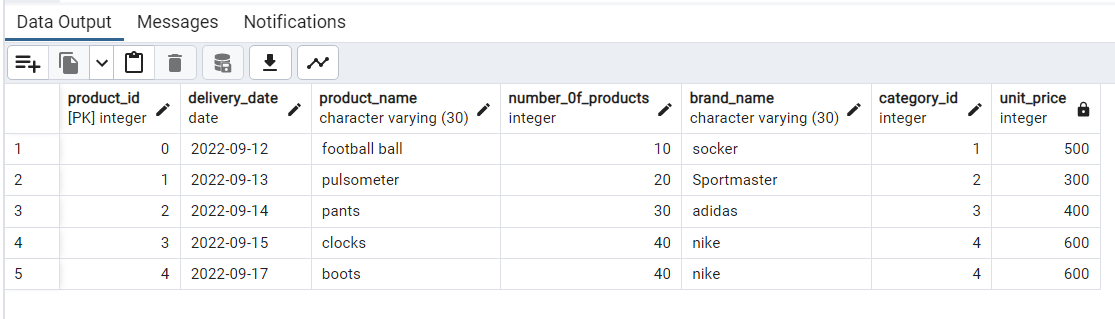 Data Output Messages Notifications
product_id delivery_date product_name number_0f_products brand_name category_id unit_price
[PK] integer date character varying (30) integer character varying (30) integer integer
1 0 2022-09-12 football ball 10 socker 1 500
2 1 2022-09-13 pulsometer 20 Sportmaster 2 300
3 2 2022-09-14 pants 30 adidas 3 400
4 3 2022-09-15 clocks 40 nike 4 600
5 4 2022-09-17 boots 40 nike 4 600